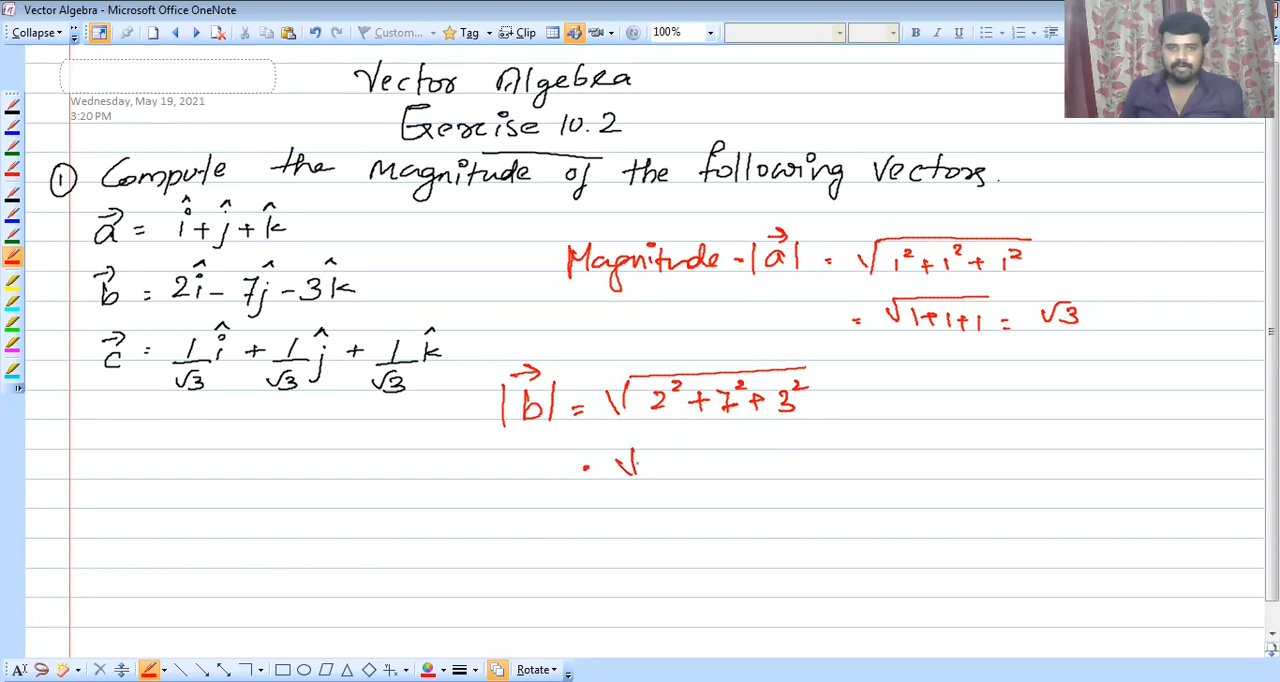 Vector Algebra - Microsoft Office OneNote
Collapse Custom... Tag Clip 100% B I U
Vector Algebra
Wednesday, May 19, 2021
3:20 PM
Exercise 10.2
① Compute the Magnitude of the following vectors.
a⃗ = î + ĵ + k̂
Magnitude = |a⃗| = √(1² + 1² + 1²)
b⃗ = 2î - 7ĵ - 3k̂
= √(1+1+1) = √3
c⃗ = 1/√3 î + 1/√3 ĵ + 1/√3 k̂
|b⃗| = √(2² + 7² + 3²)
= √
Rotate